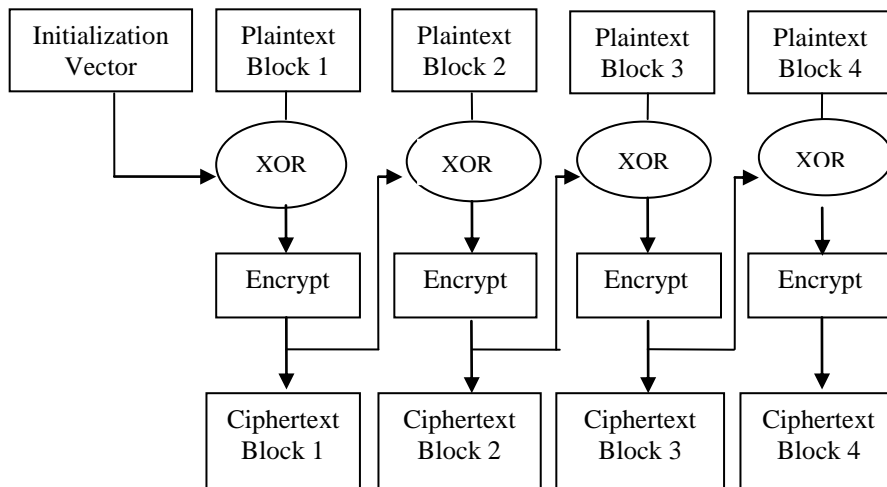 Initialization
Vector
Plaintext
Block 1
Plaintext
Block 2
Plaintext
Block 3
Plaintext
Block 4
XOR
XOR
XOR
XOR
Encrypt
Encrypt
Encrypt
Encrypt
Ciphertext
Block 1
Ciphertext
Block 2
Ciphertext
Block 3
Ciphertext
Block 4